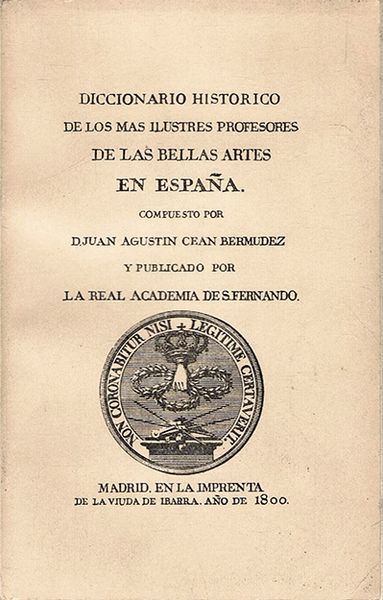 DICCIONARIO HISTORICO
DE LOS MAS ILUSTRES PROFESORES
DE LAS BELLAS ARTES
EN ESPAÑA.
COMPUESTO POR
D. JUAN AGUSTIN CEAN BERMUDEZ
Y PUBLICADO POR
LA REAL ACADEMIA DE S. FERNANDO.
NON CORONABITUR NISI + LEGITIME CERTAVERIT.
MADRID. EN LA IMPRENTA
DE LA VIUDA DE IBARRA. AÑO DE 1800.